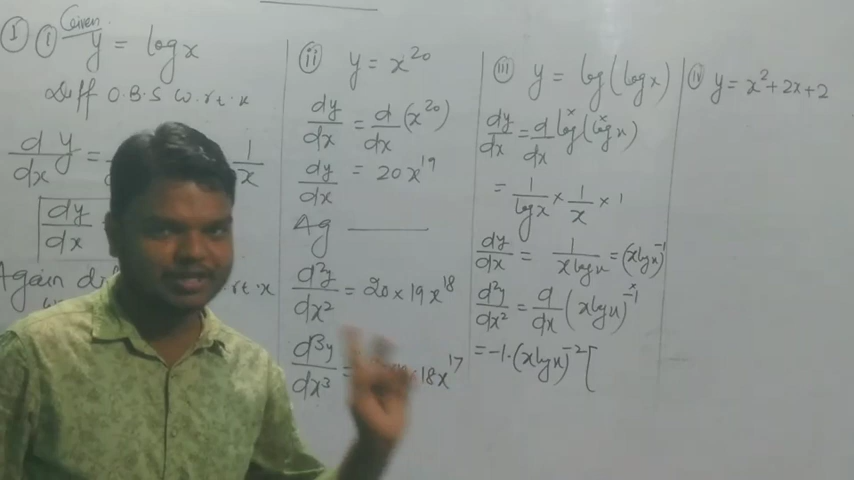 I i Given
y = log x
Diff O.B.S w.r.t. x
d/dx y = 1/x
dy/dx
Again
r.t. x
ii y = x^20
dy/dx = d/dx (x^20)
dy/dx = 20 x^19
Ag
d²y/dx² = 20 × 19 x^18
d³y/dx³ = 18x^17
iii y = log(log x)
dy/dx = d/dx log(log x)
= 1/log x × 1/x × 1
dy/dx = 1/x log x = (x log x)^-1
d²y/dx² = d/dx (x log x)^-1
= -1 · (x log x)^-2 [
iv y = x² + 2x + 2